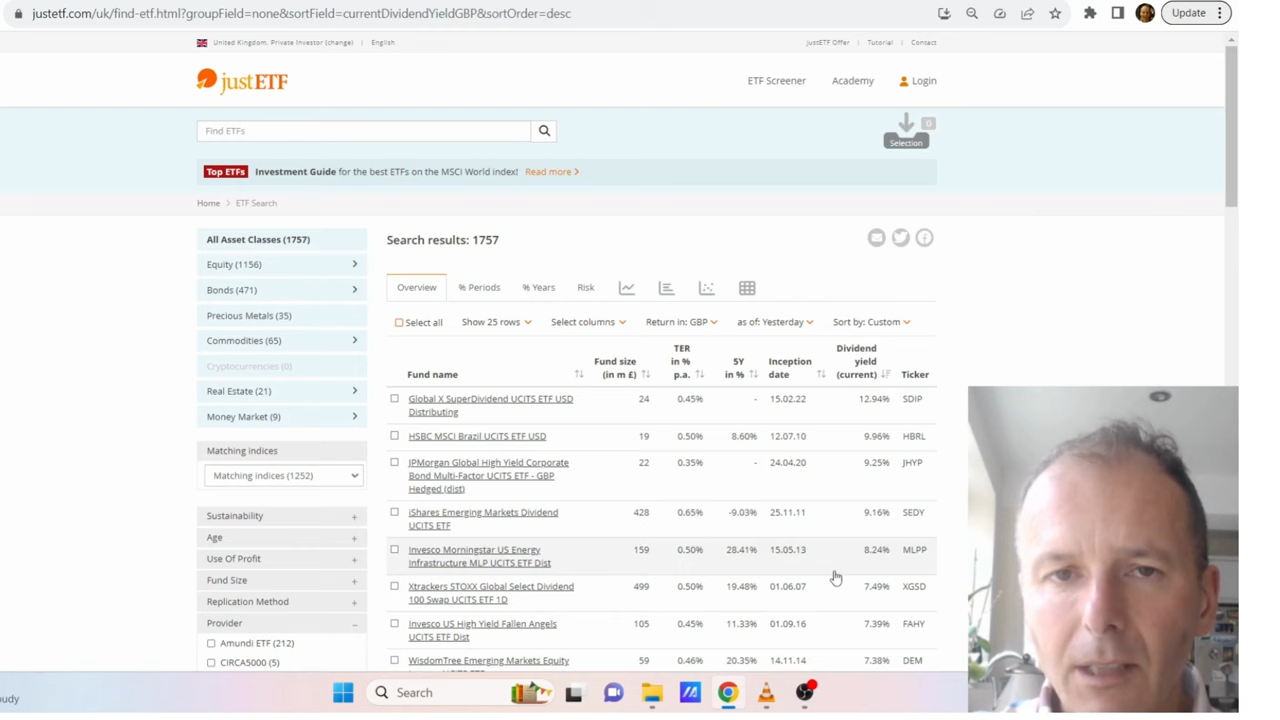 justetf.com/uk/find-etf.html?groupField=none&sortField=currentDividendYieldGBP&sortOrder=desc
Update
United Kingdom, Private Investor (change) | English
justETF Offer | Tutorial | Contact
justETF
ETF Screener
Academy
Login
Find ETFs
0
Selection
Top ETFs Investment Guide for the best ETFs on the MSCI World index! Read more >
Home > ETF Search
All Asset Classes (1757)
Equity (1156)
Bonds (471)
Precious Metals (35)
Commodities (65)
Cryptocurrencies (0)
Real Estate (21)
Money Market (9)
Matching indices
Matching indices (1252)
Sustainability +
Age +
Use Of Profit +
Fund Size +
Replication Method +
Provider −
Amundi ETF (212)
CIRCA5000 (5)
Search results: 1757
Overview % Periods % Years Risk
Select all Show 25 rows Select columns Return in: GBP as of: Yesterday Sort by: Custom
Fund name
Fund size
(in m £)
TER
in %
p.a.
5Y
in %
Inception
date
Dividend
yield
(current)
Ticker
Global X SuperDividend UCITS ETF USD 24 0.45% - 15.02.22 12.94% SDIP
Distributing
HSBC MSCI Brazil UCITS ETF USD 19 0.50% 8.60% 12.07.10 9.96% HBRL
JPMorgan Global High Yield Corporate 22 0.35% - 24.04.20 9.25% JHYP
Bond Multi-Factor UCITS ETF - GBP
Hedged (dist)
iShares Emerging Markets Dividend 428 0.65% -9.03% 25.11.11 9.16% SEDY
UCITS ETF
Invesco Morningstar US Energy 159 0.50% 28.41% 15.05.13 8.24% MLPP
Infrastructure MLP UCITS ETF Dist
Xtrackers STOXX Global Select Dividend 499 0.50% 19.48% 01.06.07 7.49% XGSD
100 Swap UCITS ETF 1D
Invesco US High Yield Fallen Angels 105 0.45% 11.33% 01.09.16 7.39% FAHY
UCITS ETF Dist
WisdomTree Emerging Markets Equity 59 0.46% 20.35% 14.11.14 7.38% DEM
Search